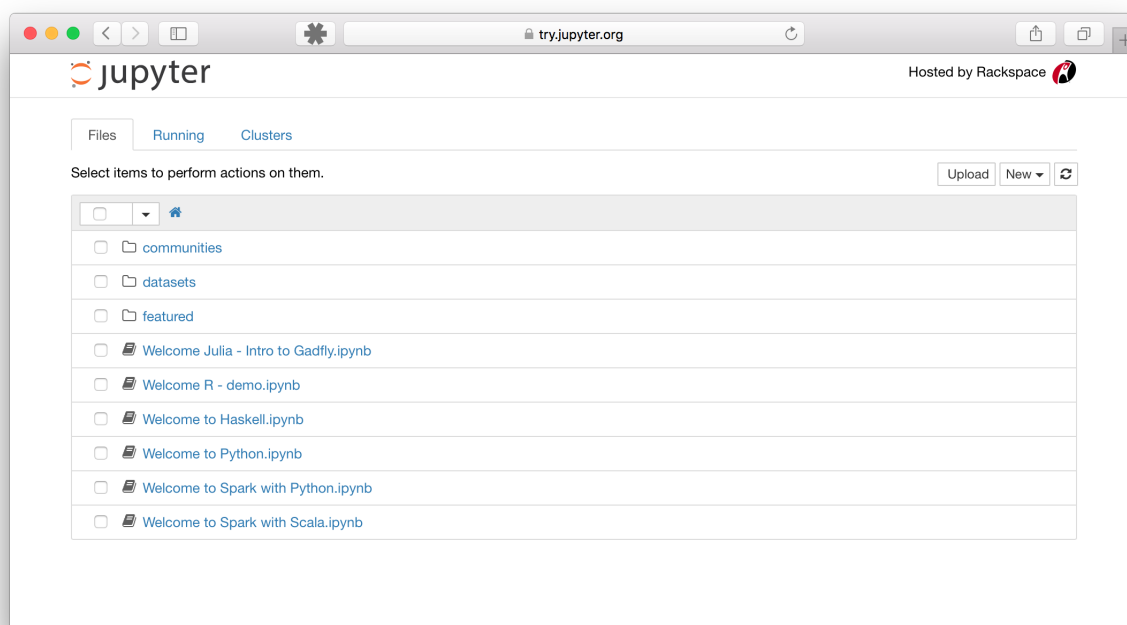 try.jupyter.org
jupyter
Hosted by Rackspace
Files Running Clusters
Select items to perform actions on them.
Upload New
communities
datasets
featured
Welcome Julia - Intro to Gadfly.ipynb
Welcome R - demo.ipynb
Welcome to Haskell.ipynb
Welcome to Python.ipynb
Welcome to Spark with Python.ipynb
Welcome to Spark with Scala.ipynb